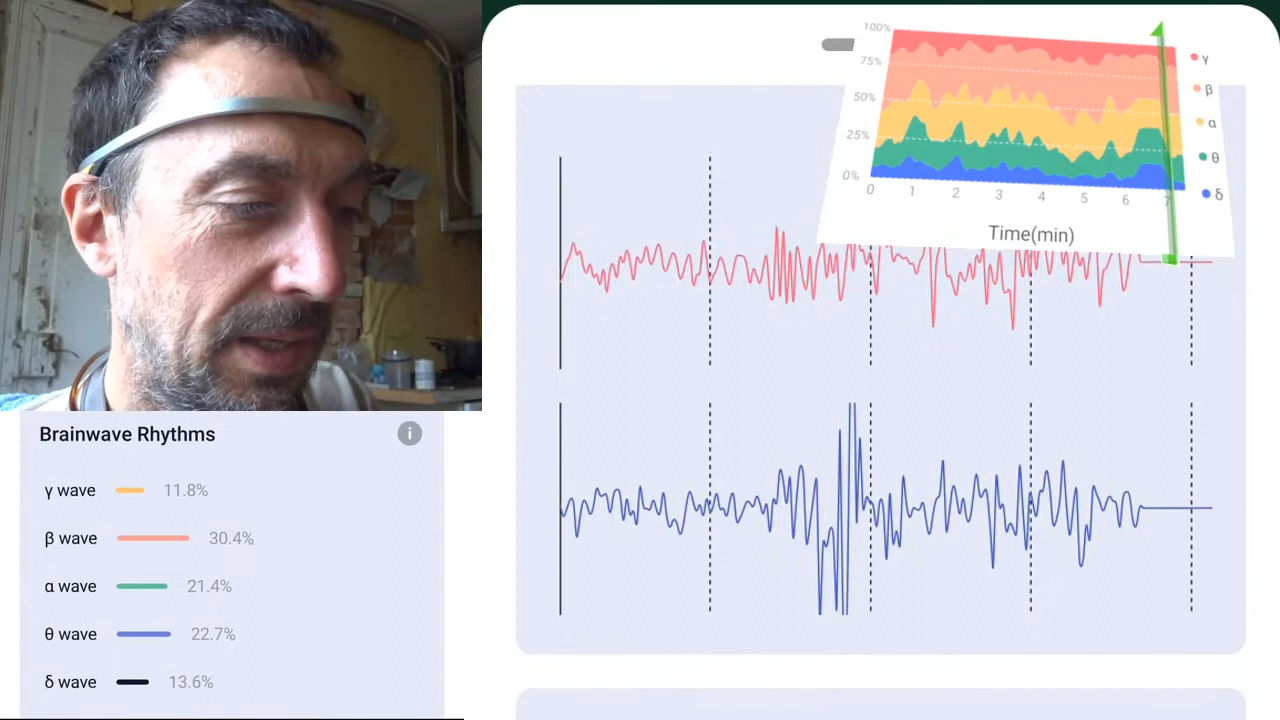 Brainwave Rhythms
i
γ wave 11.8%
β wave 30.4%
α wave 21.4%
θ wave 22.7%
δ wave 13.6%
100%
75%
50%
25%
0%
0 1 2 3 4 5 6 7
Time(min)
γ
β
α
θ
δ